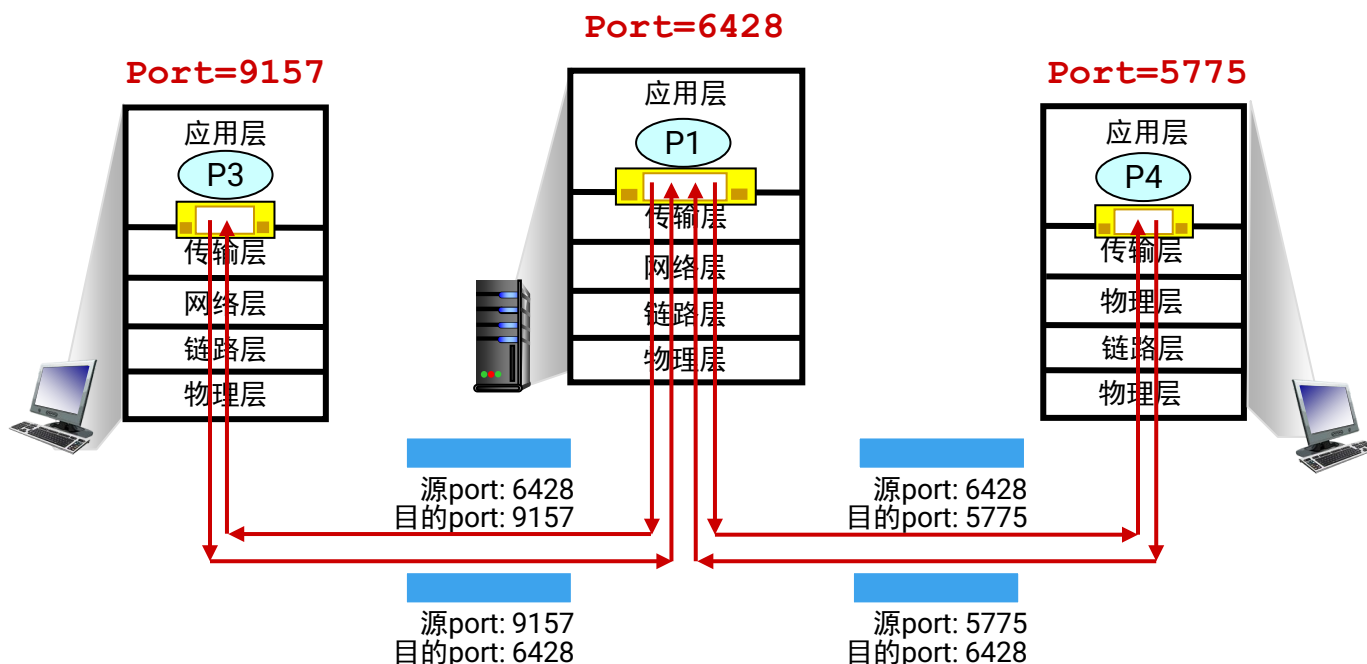 Port=6428
Port=9157
Port=5775
应用层
P3
传输层
网络层
链路层
物理层
应用层
P1
传输层
网络层
链路层
物理层
应用层
P4
传输层
物理层
链路层
物理层
源port: 6428
目的port: 9157
源port: 6428
目的port: 5775
源port: 9157
目的port: 6428
源port: 5775
目的port: 6428